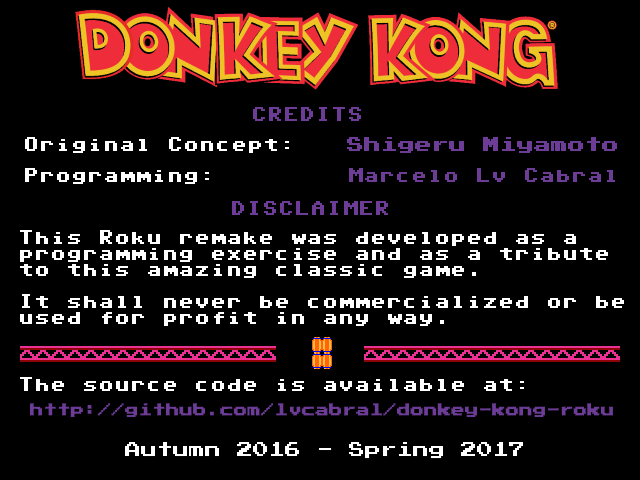 DONKEY KONG®
CREDITS
Original Concept: Shigeru Miyamoto
Programming: Marcelo Lv Cabral
DISCLAIMER
This Roku remake was developed as a
programming exercise and as a tribute
to this amazing classic game.
It shall never be commercialized or be
used for profit in any way.
The source code is available at:
http://github.com/lvcabral/donkey-kong-roku
Autumn 2016 - Spring 2017